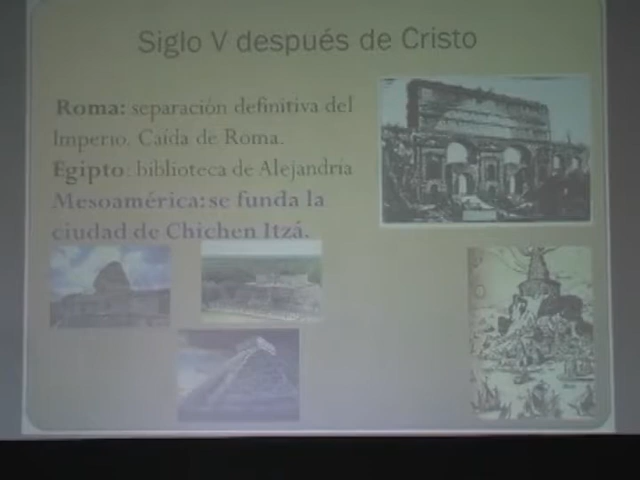 Siglo V después de Cristo
Roma: separación definitiva del
Imperio. Caída de Roma.
Egipto: biblioteca de Alejandría
Mesoamérica: se funda la
ciudad de Chichen Itzá.